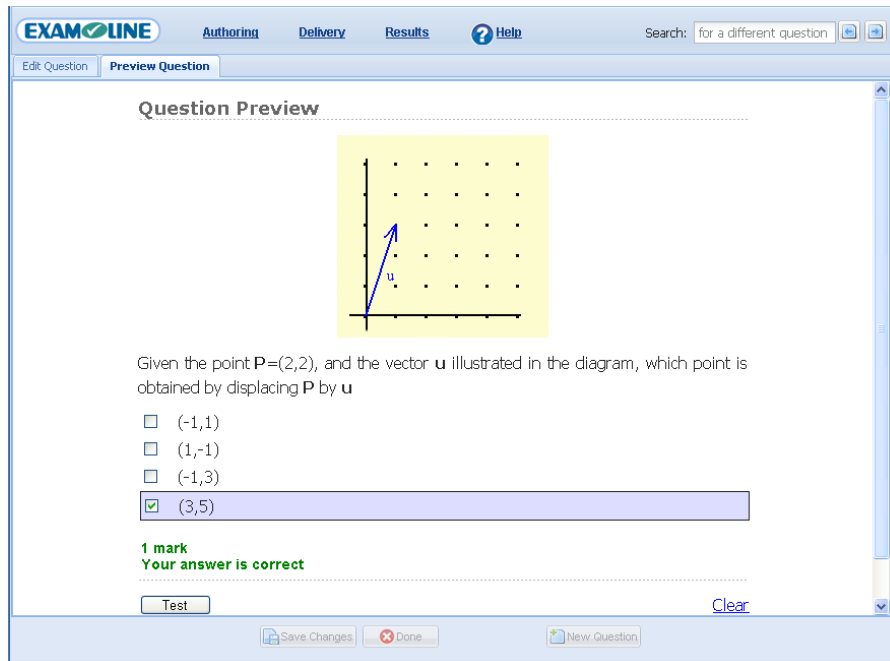 EXAMONLINE Authoring Delivery Results ? Help Search: for a different question
Edit Question Preview Question
Question Preview
u
Given the point P=(2,2), and the vector u illustrated in the diagram, which point is
obtained by displacing P by u
(-1,1)
(1,-1)
(-1,3)
(3,5)
1 mark
Your answer is correct
Test Clear
Save Changes Done New Question